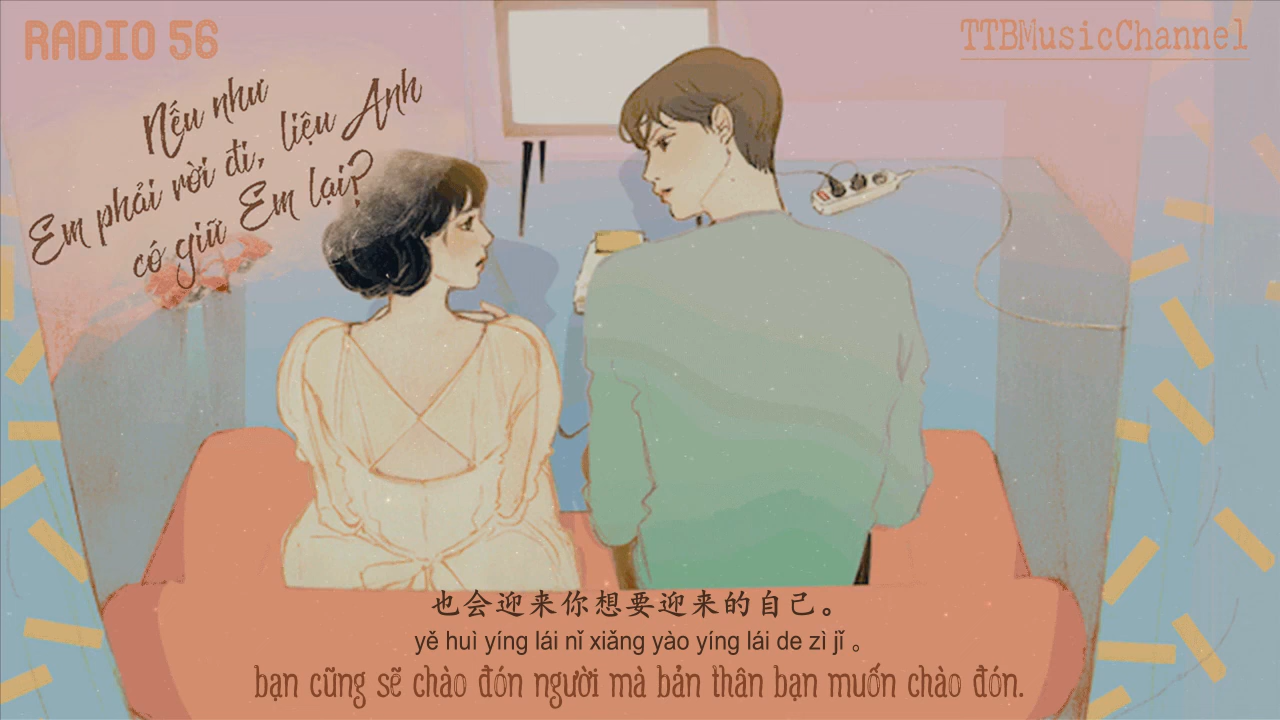 RADIO 56
TTBMusicChannel
Nếu như
Em phải rời đi, liệu Anh
có giữ Em lại?
也会迎来你想要迎来的自己。
yě huì yíng lái nǐ xiǎng yào yíng lái de zì jǐ 。
bạn cũng sẽ chào đón người mà bản thân bạn muốn chào đón.